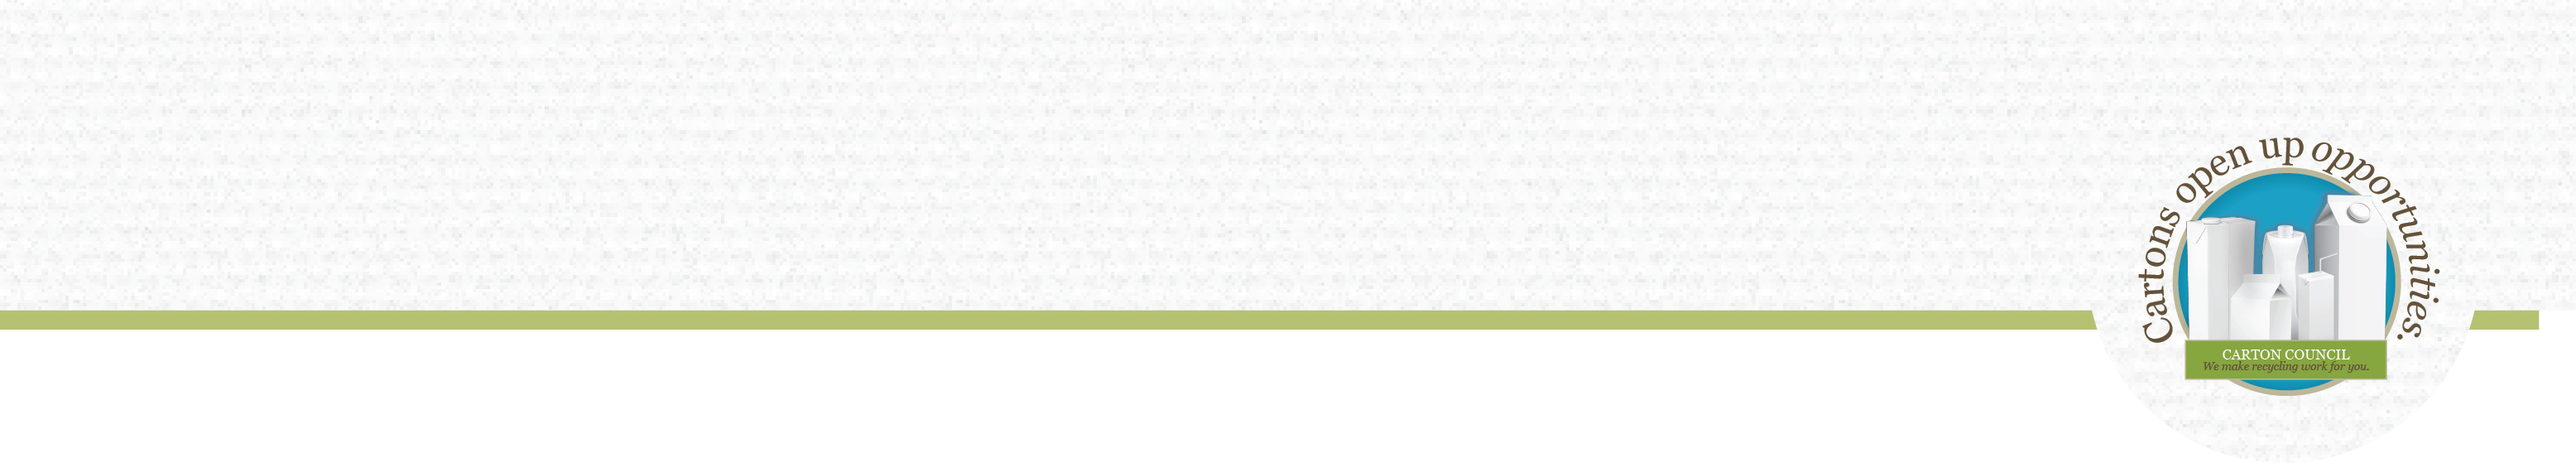 Cartons open up opportunities.
CARTON COUNCIL
We make recycling work for you.